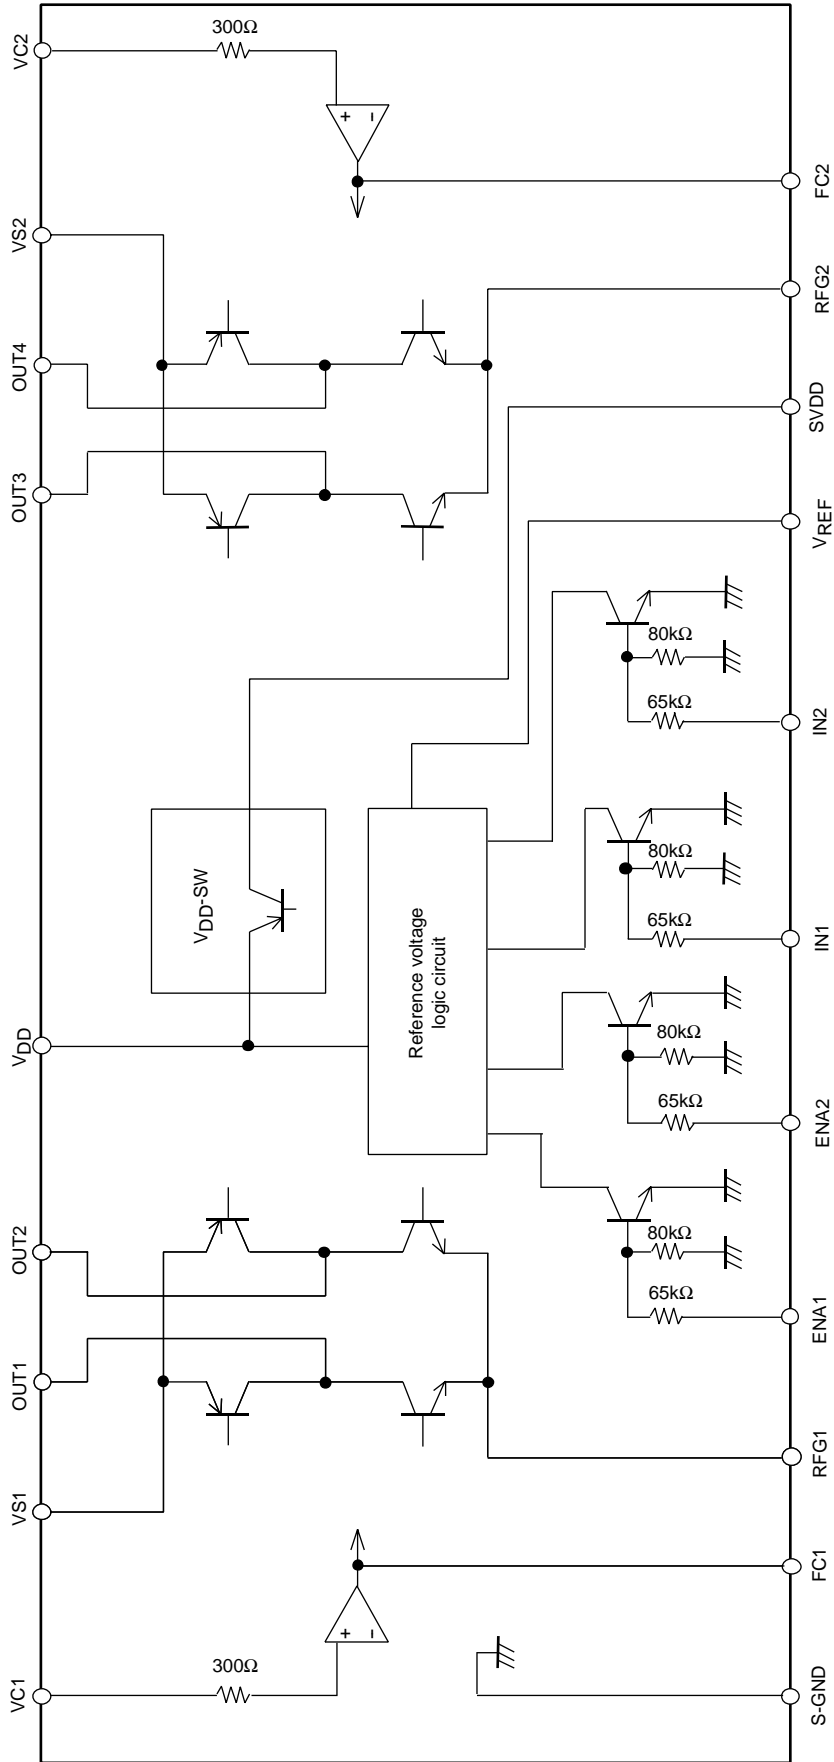 VC2
300Ω
+
−
FC2
VS2
RFG2
OUT4
SVDD
OUT3
VREF
80kΩ
65kΩ
IN2
VDD-SW
80kΩ
65kΩ
IN1
Reference voltage
logic circuit
VDD
80kΩ
65kΩ
ENA2
OUT2
80kΩ
65kΩ
ENA1
OUT1
RFG1
VS1
FC1
+
−
300Ω
VC1
S-GND